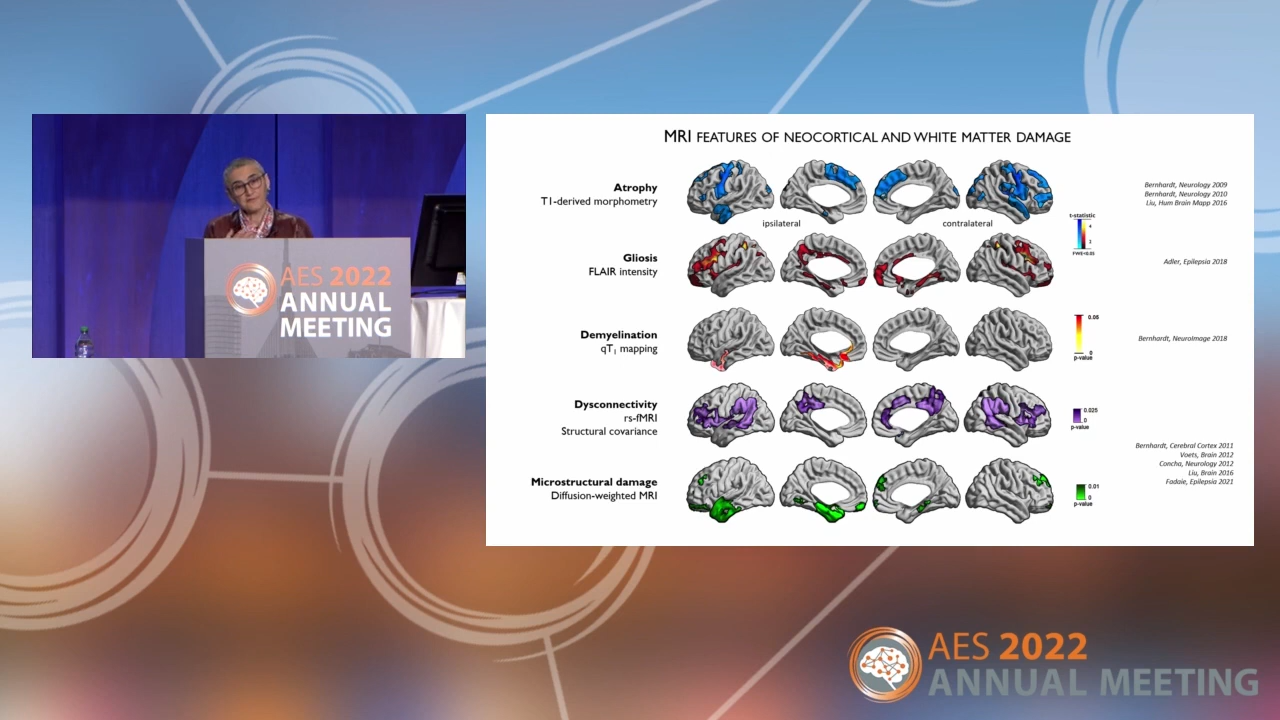 AES 2022
ANNUAL
MEETING
MRI FEATURES OF NEOCORTICAL AND WHITE MATTER DAMAGE
Atrophy
T1-derived morphometry
ipsilateral
contralateral
Bernhardt, Neurology 2009
Bernhardt, Neurology 2010
Liu, Hum Brain Mapp 2016
t-statistic
4
2
FWE<0.05
Gliosis
FLAIR intensity
Adler, Epilepsia 2018
Demyelination
qT1 mapping
0.05
0
p-value
Bernhardt, NeuroImage 2018
Dysconnectivity
rs-fMRI
Structural covariance
0.025
0
p-value
Bernhardt, Cerebral Cortex 2011
Voets, Brain 2012
Concha, Neurology 2012
Liu, Brain 2016
Fadaie, Epilepsia 2021
Microstructural damage
Diffusion-weighted MRI
0.01
0
p-value
AES 2022
ANNUAL MEETING